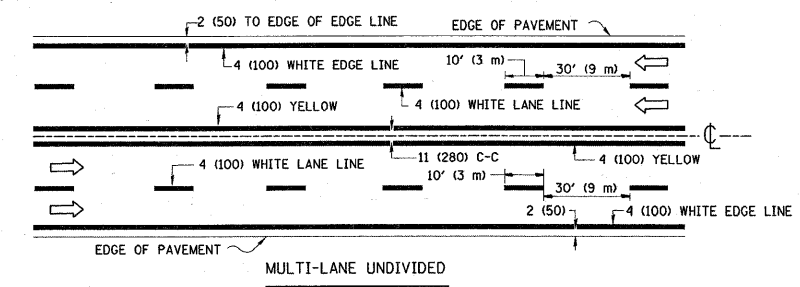 2 (50) TO EDGE OF EDGE LINE
EDGE OF PAVEMENT
4 (100) WHITE EDGE LINE
10' (3 m)
30' (9 m)
4 (100) YELLOW
4 (100) WHITE LANE LINE
℄
4 (100) WHITE LANE LINE
11 (280) C-C
4 (100) YELLOW
10' (3 m)
30' (9 m)
2 (50)
4 (100) WHITE EDGE LINE
EDGE OF PAVEMENT
MULTI-LANE UNDIVIDED